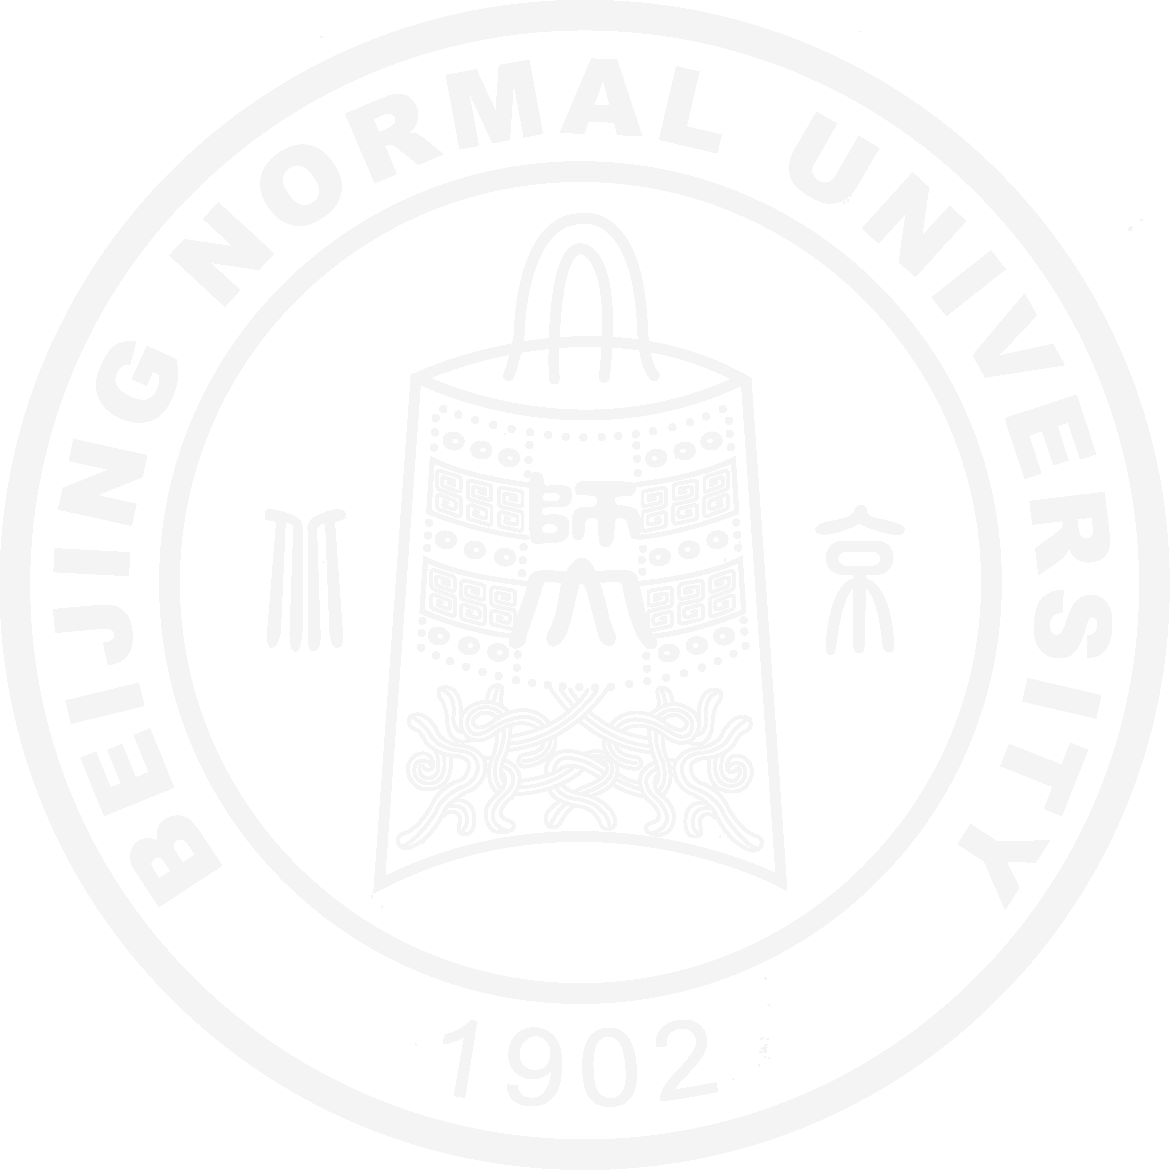 BEIJING NORMAL UNIVERSITY
北
師大
京
1902